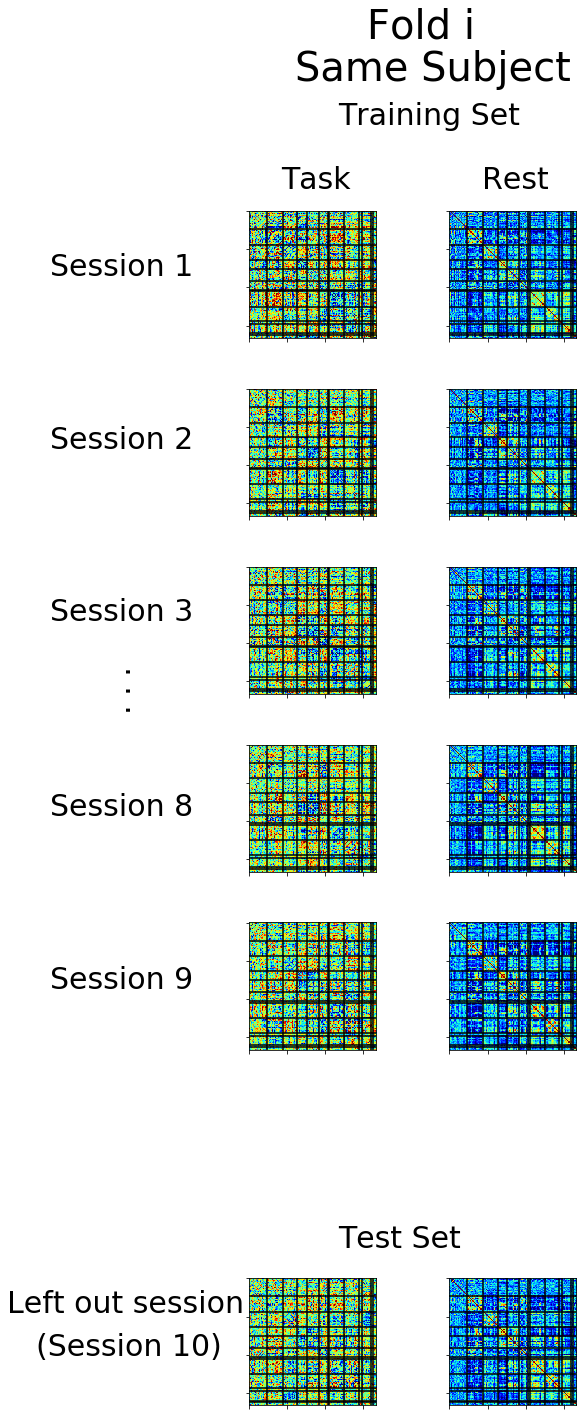 Fold i
Same Subject
Training Set
Task Rest
Session 1
Session 2
Session 3
. . .
Session 8
Session 9
Test Set
Left out session
(Session 10)